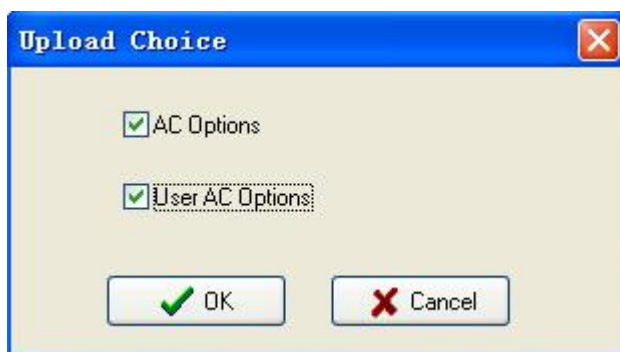 Upload Choice
AC Options
User AC Options
OK
Cancel